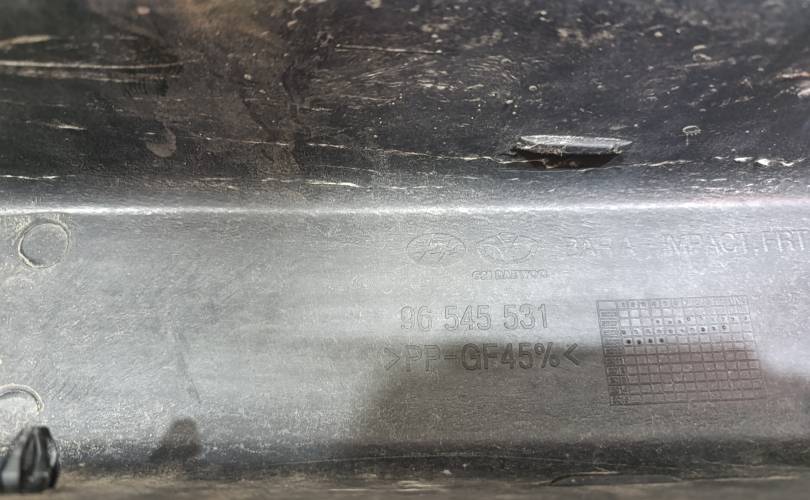 BAR A - IMPACT.FRT
GM DAEWOO
96 545 531
>PP-GF45%<